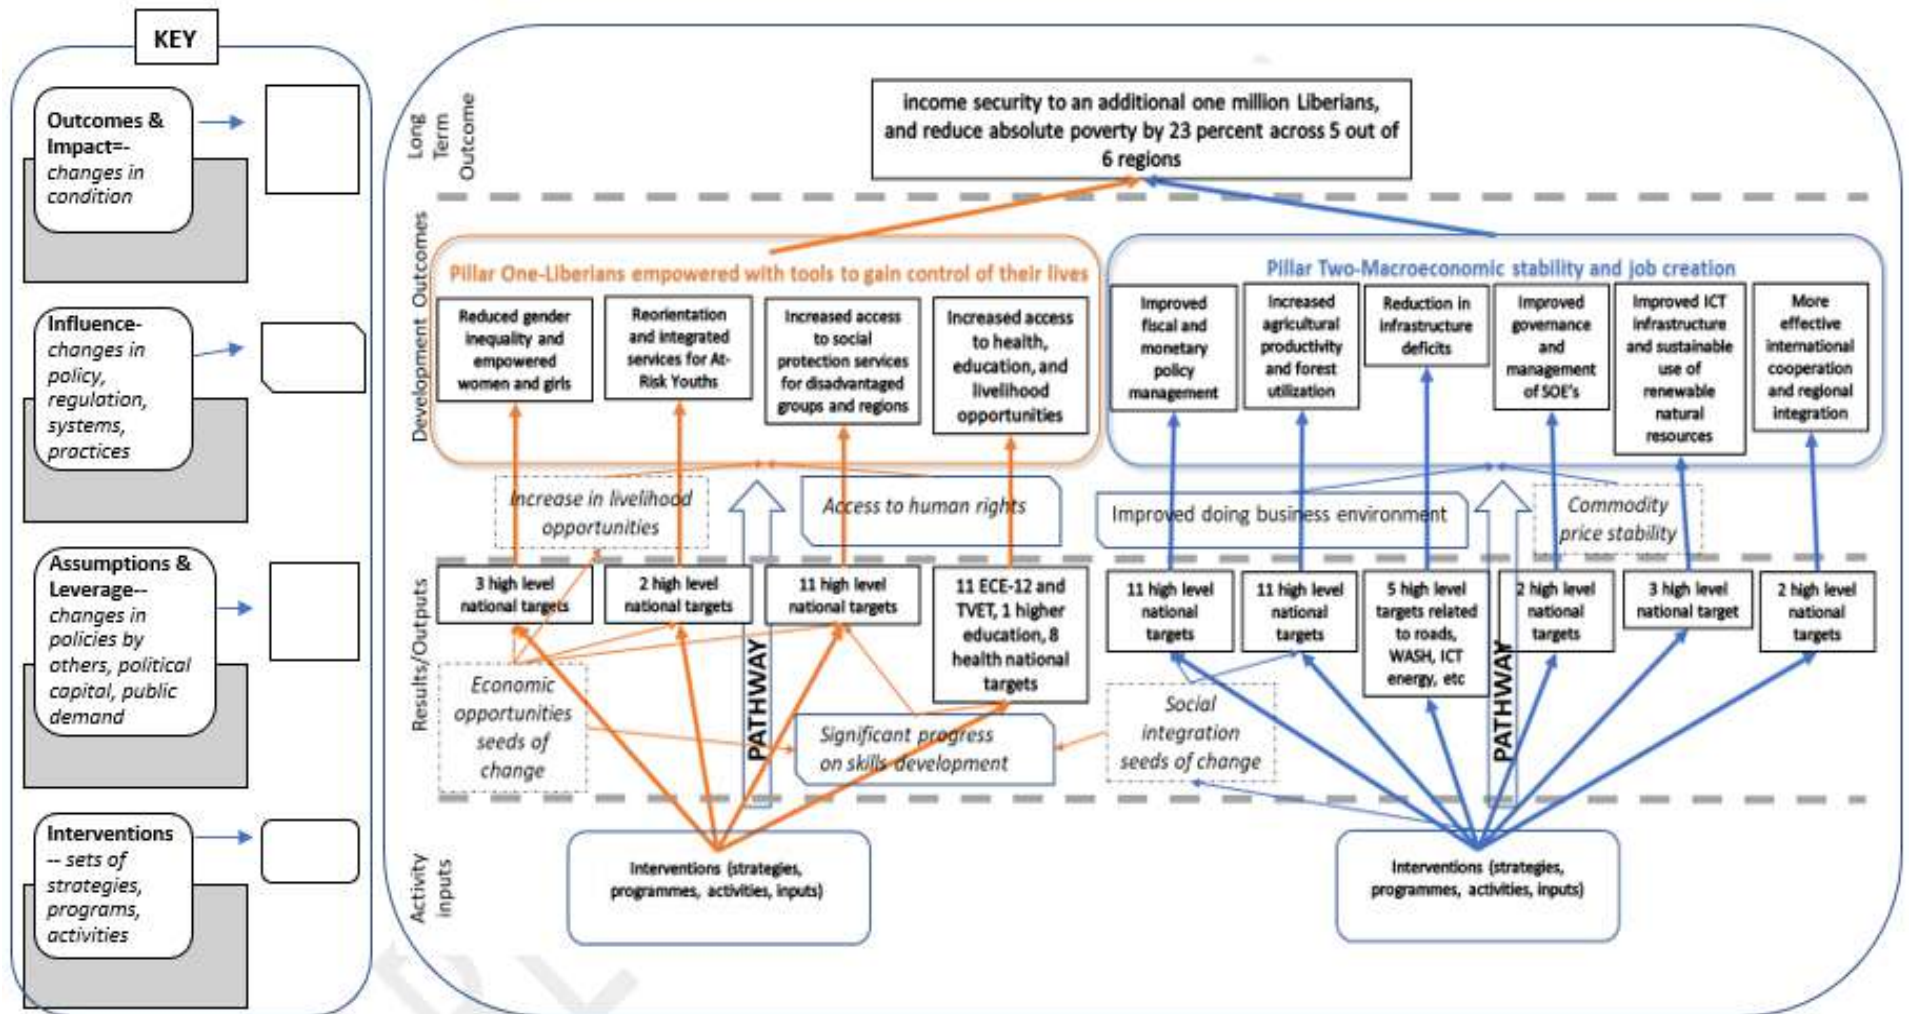 KEY
Outcomes &
Impact=-
changes in
condition
Influence-
changes in
policy,
regulation,
systems,
practices
Assumptions &
Leverage--
changes in
policies by
others, political
capital, public
demand
Interventions
-- sets of
strategies,
programs,
activities
Long
Term
Outcome
income security to an additional one million Liberians,
and reduce absolute poverty by 23 percent across 5 out of
6 regions
Development Outcomes
Pillar One-Liberians empowered with tools to gain control of their lives
Reduced gender
inequality and
empowered
women and girls
Reorientation
and integrated
services for At-
Risk Youths
Increased access
to social
protection services
for disadvantaged
groups and regions
Increased access
to health,
education, and
livelihood
opportunities
Pillar Two-Macroeconomic stability and job creation
Improved
fiscal and
monetary
policy
management
Increased
agricultural
productivity
and forest
utilization
Reduction in
infrastructure
deficits
Improved
governance
and
management
of SOE's
Improved ICT
infrastructure
and sustainable
use of
renewable
natural
resources
More
effective
international
cooperation
and regional
integration
Increase in livelihood
opportunities
Access to human rights
Improved doing business environment
Commodity
price stability
Results/Outputs
3 high level
national targets
2 high level
national targets
11 high level
national targets
11 ECE-12 and
TVET, 1 higher
education, 8
health national
targets
11 high level
national
targets
11 high level
national
targets
5 high level
targets related
to roads,
WASH, ICT
energy, etc
2 high level
national
targets
3 high level
national target
2 high level
national
targets
Economic
opportunities
seeds of
change
PATHWAY
Significant progress
on skills development
Social
integration
seeds of change
PATHWAY
Activity
inputs
Interventions (strategies,
programmes, activities, inputs)
Interventions (strategies,
programmes, activities, inputs)